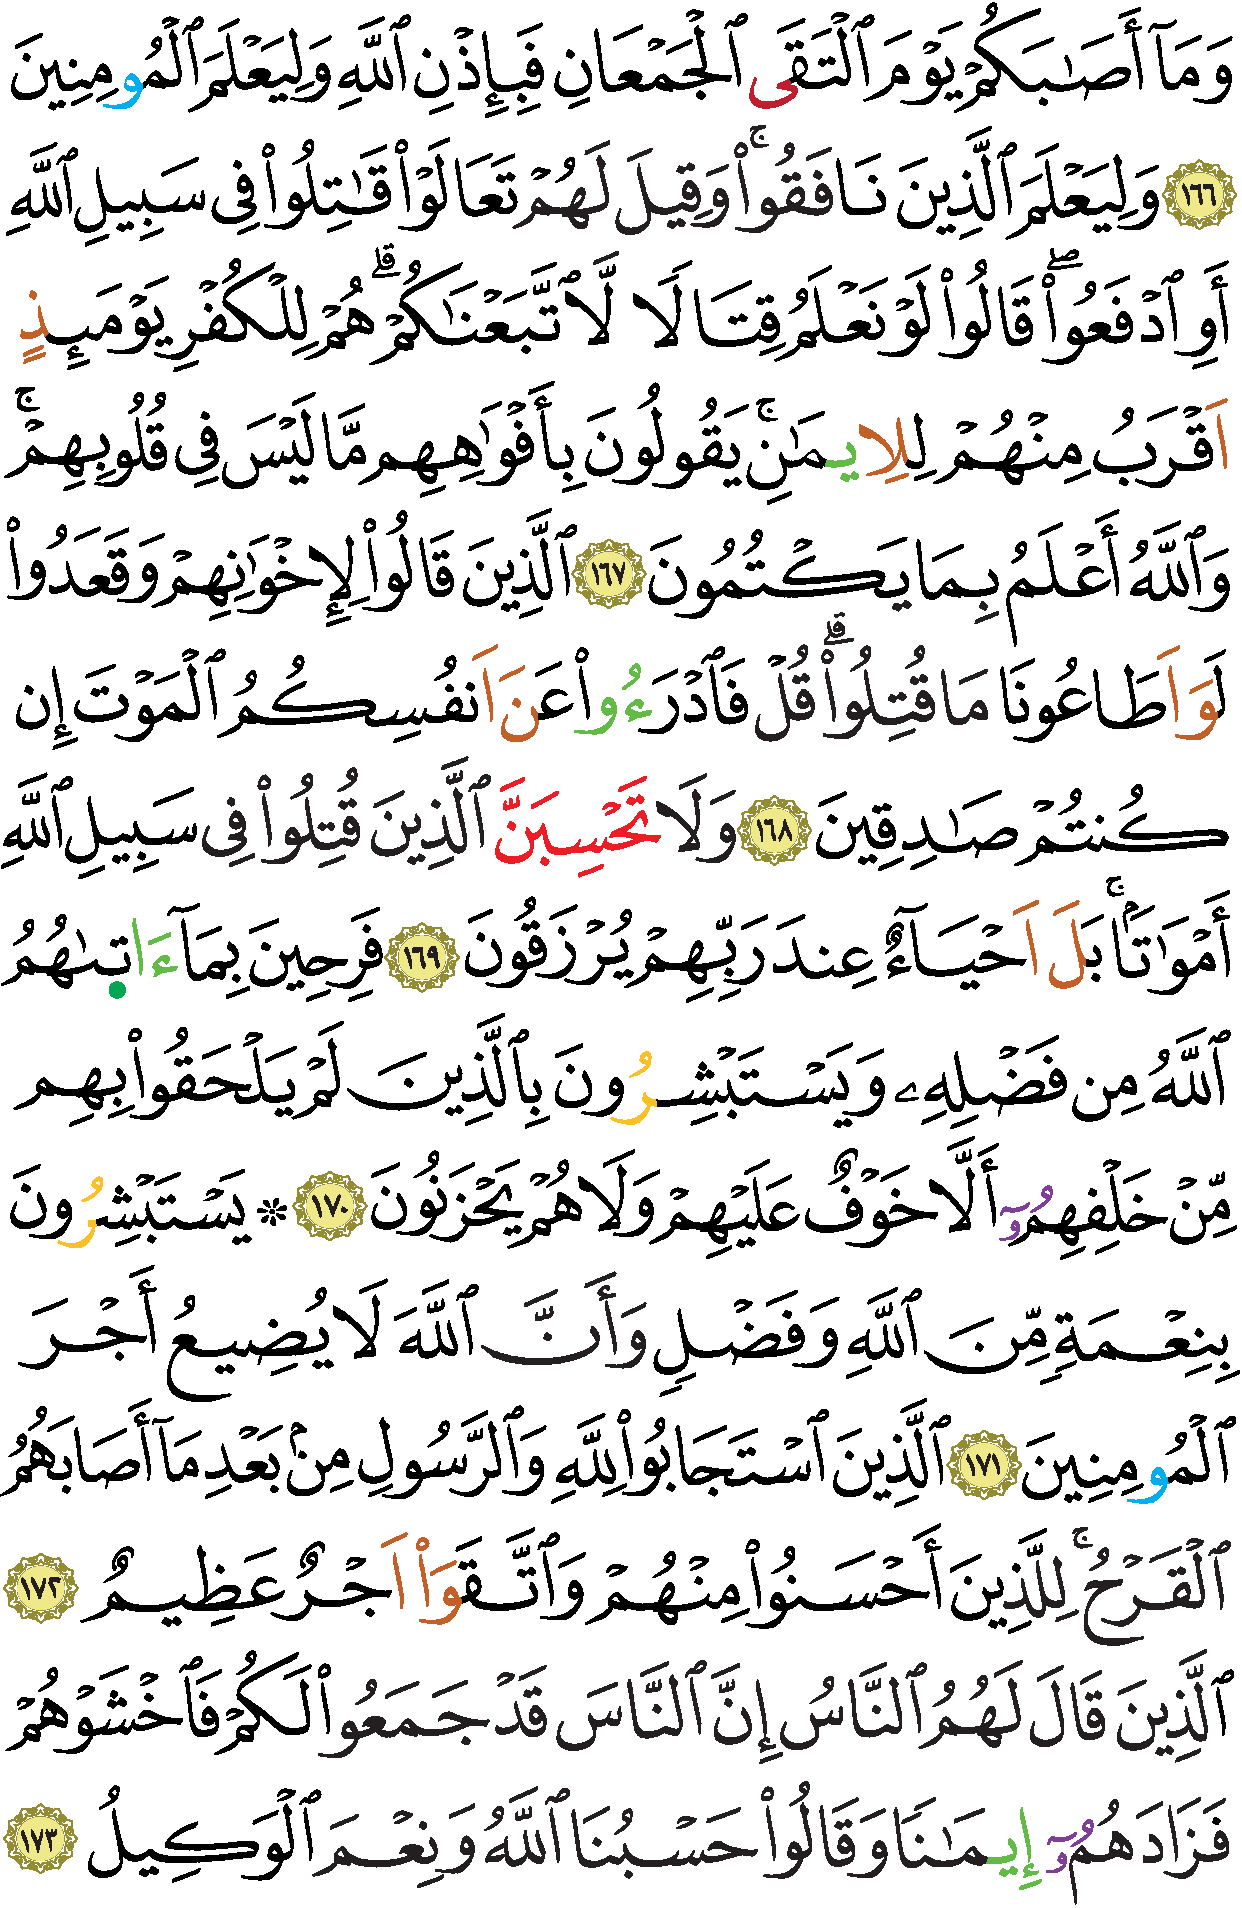 وَمَآ أَصَٰبَكُمْ يَوْمَ ٱلْتَقَى ٱلْجَمْعَانِ فَبِإِذْنِ ٱللَّهِ وَلِيَعْلَمَ ٱلْمُومِنِينَ
١٦٦ وَلِيَعْلَمَ ٱلَّذِينَ نَافَقُوا۟ۚ وَقِيلَ لَهُمْ تَعَالَوْا۟ قَٰتِلُوا۟ فِى سَبِيلِ ٱللَّهِ
أَوِ ٱدْفَعُوا۟ۖ قَالُوا۟ لَوْ نَعْلَمُ قِتَالًا لَّٱتَّبَعْنَٰكُمْۗ هُمْ لِلْكُفْرِ يَوْمَئِذٍ
اَقْرَبُ مِنْهُمْ لِلِايمَٰنِۚ يَقُولُونَ بِأَفْوَٰهِهِم مَّا لَيْسَ فِى قُلُوبِهِمْۚ
وَٱللَّهُ أَعْلَمُ بِمَا يَكْتُمُونَ ١٦٧ ٱلَّذِينَ قَالُوا۟ لِإِخْوَٰنِهِمْ وَقَعَدُوا۟
لَوَ اَطَاعُونَا مَا قُتِلُوا۟ۗ قُلْ فَٱدْرَءُوا۟ عَنَ اَنفُسِكُمُ ٱلْمَوْتَ إِن
كُنتُمْ صَٰدِقِينَ ١٦٨ وَلَا تَحْسِبَنَّ ٱلَّذِينَ قُتِلُوا۟ فِى سَبِيلِ ٱللَّهِ
أَمْوَٰتَۢاۚ بَلَ اَحْيَآءٌ عِندَ رَبِّهِمْ يُرْزَقُونَ ١٦٩ فَرِحِينَ بِمَآ ءَاتىٰهُمُ
ٱللَّهُ مِن فَضْلِهِۦ وَيَسْتَبْشِرُونَ بِٱلَّذِينَ لَمْ يَلْحَقُوا۟ بِهِم
مِّنْ خَلْفِهِمُۥٓ أَلَّا خَوْفٌ عَلَيْهِمْ وَلَا هُمْ يَحْزَنُونَ ١٧٠ ۞ يَسْتَبْشِرُونَ
بِنِعْمَةٍ مِّنَ ٱللَّهِ وَفَضْلٍ وَأَنَّ ٱللَّهَ لَا يُضِيعُ أَجْرَ
ٱلْمُومِنِينَ ١٧١ ٱلَّذِينَ ٱسْتَجَابُوا۟ لِلَّهِ وَٱلرَّسُولِ مِنۢ بَعْدِ مَآ أَصَابَهُمُ
ٱلْقَرْحُۚ لِلَّذِينَ أَحْسَنُوا۟ مِنْهُمْ وَٱتَّقَوَا۟ اَجْرٌ عَظِيمٌ ١٧٢
ٱلَّذِينَ قَالَ لَهُمُ ٱلنَّاسُ إِنَّ ٱلنَّاسَ قَدْ جَمَعُوا۟ لَكُمْ فَٱخْشَوْهُمْ
فَزَادَهُمُۥٓ إِيمَٰنًا وَقَالُوا۟ حَسْبُنَا ٱللَّهُ وَنِعْمَ ٱلْوَكِيلُ ١٧٣